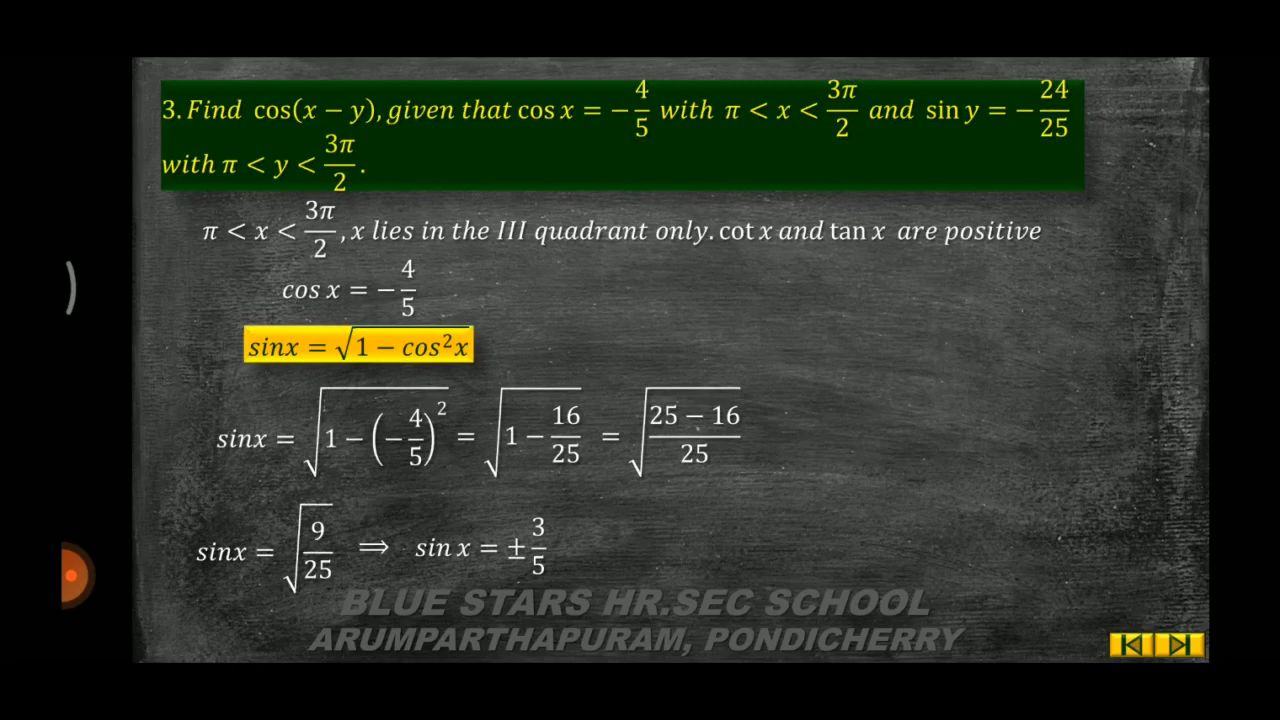 3. Find cos(x − y), given that cos x = −4/5 with π < x < 3π/2 and sin y = −24/25
with π < y < 3π/2.
π < x < 3π/2, x lies in the III quadrant only. cot x and tan x are positive
cos x = −4/5
sinx = √(1 − cos²x)
sinx = √(1 − (−4/5)²) = √(1 − 16/25) = √((25 − 16)/25)
sinx = √(9/25) ⟹ sin x = ±3/5
BLUE STARS HR.SEC SCHOOL
ARUMPARTHAPURAM, PONDICHERRY